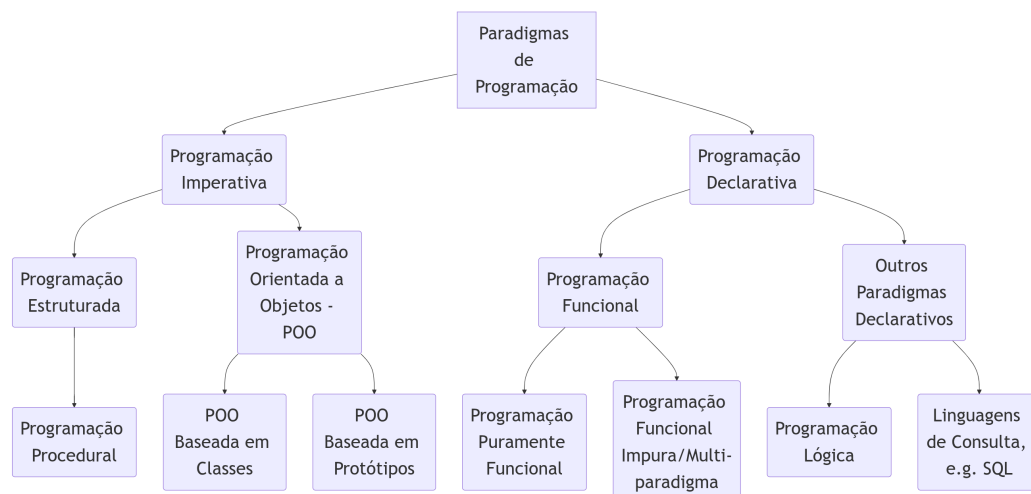 Paradigmas
de
Programação
Programação
Imperativa
Programação
Declarativa
Programação
Estruturada
Programação
Orientada a
Objetos -
POO
Programação
Funcional
Outros
Paradigmas
Declarativos
Programação
Procedural
POO
Baseada em
Classes
POO
Baseada em
Protótipos
Programação
Puramente
Funcional
Programação
Funcional
Impura/Multi-
paradigma
Programação
Lógica
Linguagens
de Consulta,
e.g. SQL